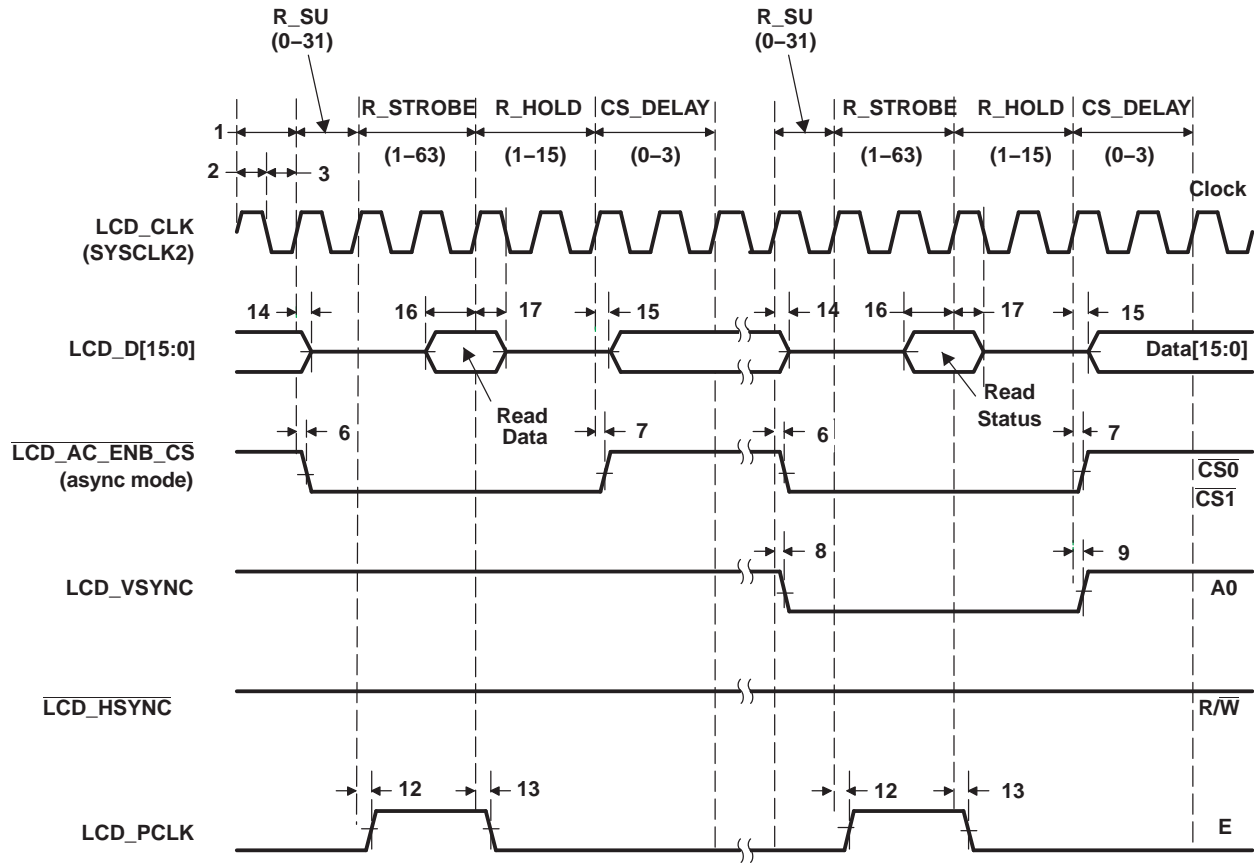 R_SU
(0–31)
R_SU
(0–31)
R_STROBE R_HOLD CS_DELAY R_STROBE R_HOLD CS_DELAY
1
(1–63) (1–15) (0–3) (1–63) (1–15) (0–3)
2 3
Clock
LCD_CLK
(SYSCLK2)
14 16 17 15 14 16 17 15
LCD_D[15:0] Data[15:0]
Read
Data
Read
Status
6 7 6 7
LCD_AC_ENB_CS
(async mode)
CS0
CS1
8 9
LCD_VSYNC A0
LCD_HSYNC R/W
12 13 12 13
LCD_PCLK E